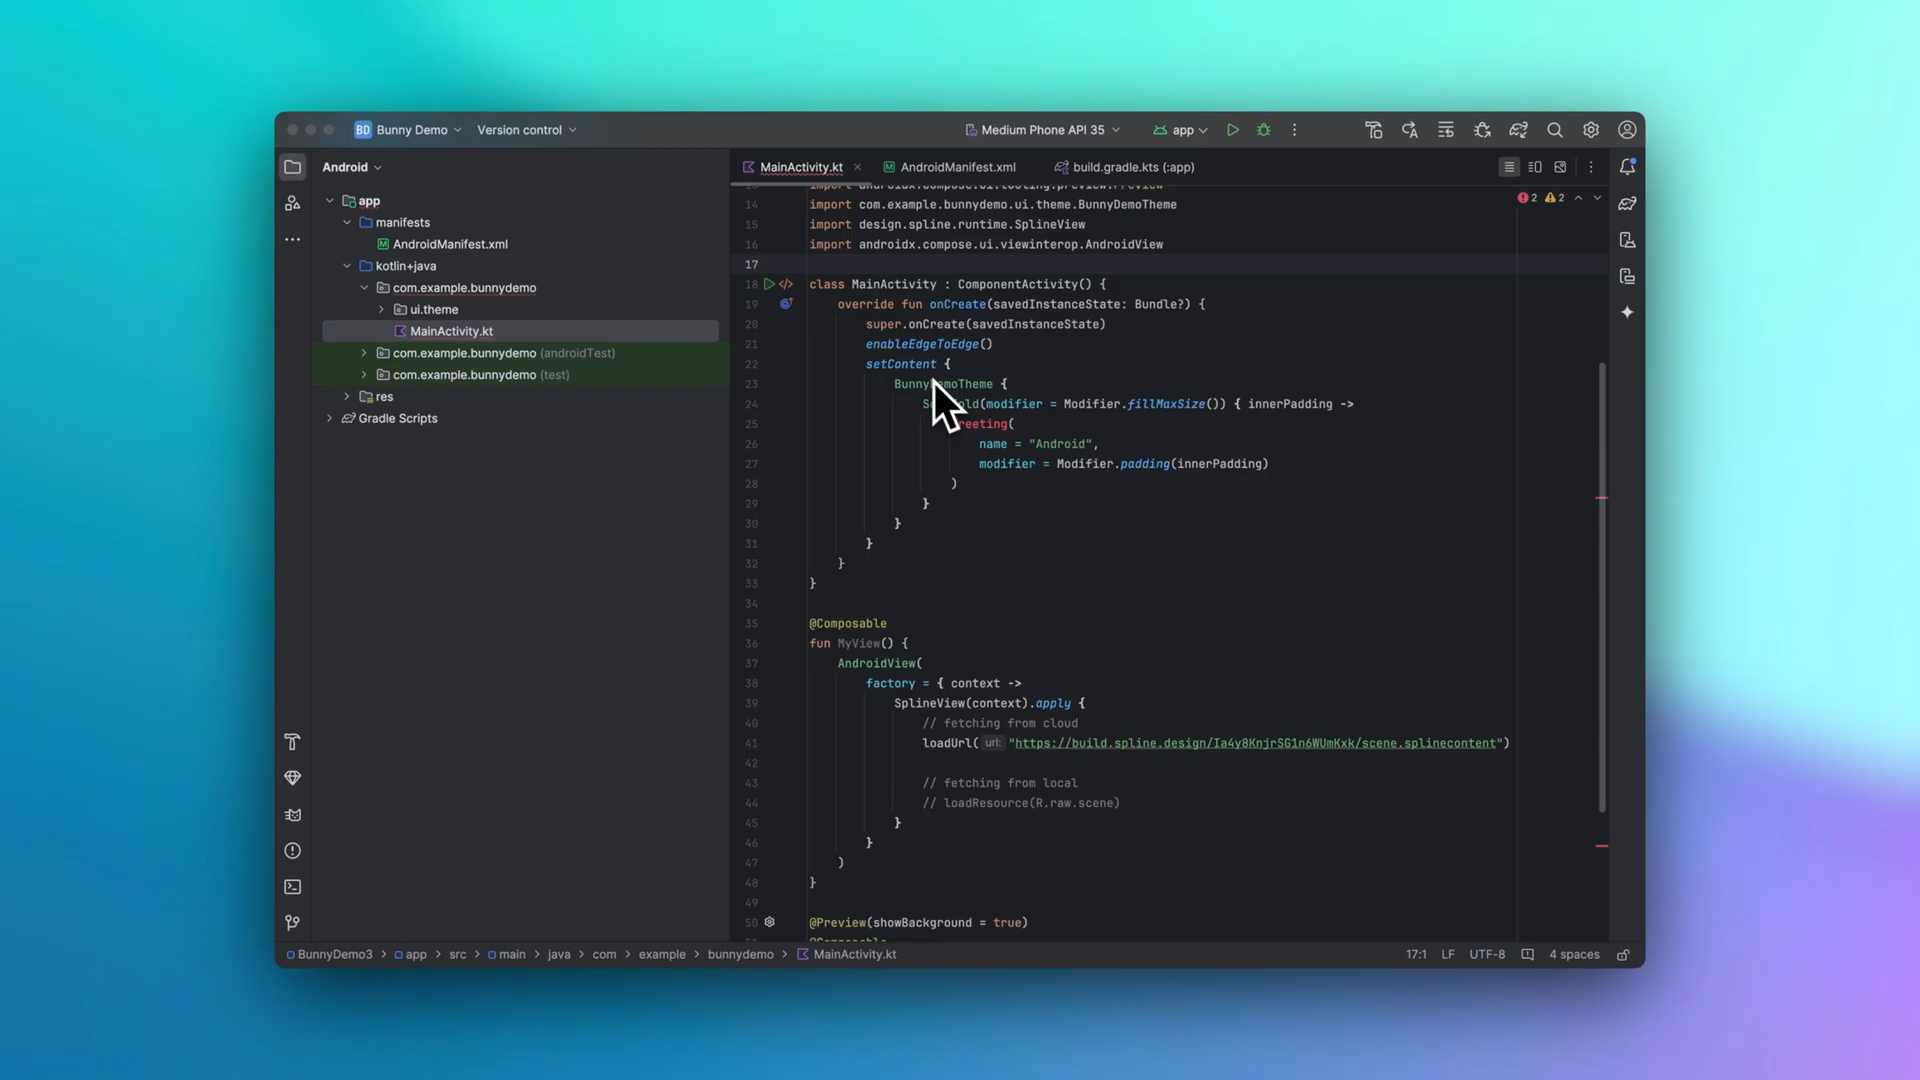 BD Bunny Demo Version control Medium Phone API 35 app
Android
MainActivity.kt AndroidManifest.xml build.gradle.kts (:app)
app
manifests
AndroidManifest.xml
kotlin+java
com.example.bunnydemo
ui.theme
MainActivity.kt
com.example.bunnydemo (androidTest)
com.example.bunnydemo (test)
res
Gradle Scripts
2 2
14 import com.example.bunnydemo.ui.theme.BunnyDemoTheme
15 import design.spline.runtime.SplineView
16 import androidx.compose.ui.viewinterop.AndroidView
17
18 class MainActivity : ComponentActivity() {
19 override fun onCreate(savedInstanceState: Bundle?) {
20 super.onCreate(savedInstanceState)
21 enableEdgeToEdge()
22 setContent {
23 BunnyDemoTheme {
24 Scaffold(modifier = Modifier.fillMaxSize()) { innerPadding ->
25 Greeting(
26 name = "Android",
27 modifier = Modifier.padding(innerPadding)
28 )
29 }
30 }
31 }
32 }
33 }
34
35 @Composable
36 fun MyView() {
37 AndroidView(
38 factory = { context ->
39 SplineView(context).apply {
40 // fetching from cloud
41 loadUrl( url: "https://build.spline.design/Ia4y8KnjrSG1n6WUmKxk/scene.splinecontent")
42
43 // fetching from local
44 // loadResource(R.raw.scene)
45 }
46 }
47 )
48 }
49
50 @Preview(showBackground = true)
BunnyDemo3 > app > src > main > java > com > example > bunnydemo > MainActivity.kt 17:1 LF UTF-8 4 spaces